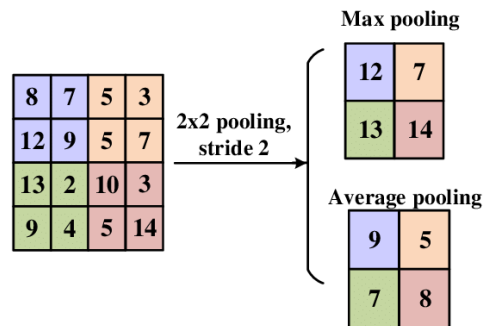 Max pooling
12 7
13 14
8 7 5 3
12 9 5 7
13 2 10 3
9 4 5 14
2x2 pooling,
stride 2
Average pooling
9 5
7 8